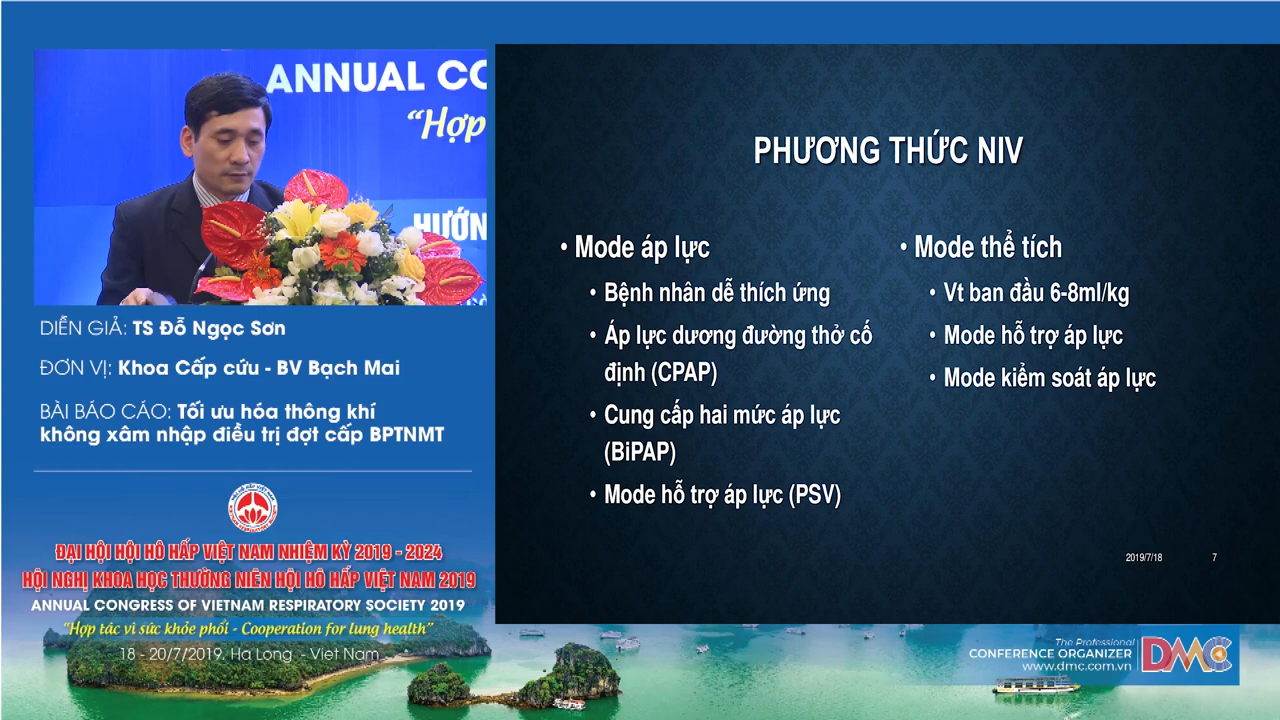 ANNUAL CO
“Hợp
HƯỚN
DIỄN GIẢ: TS Đỗ Ngọc Sơn
ĐƠN VỊ: Khoa Cấp cứu - BV Bạch Mai
BÀI BÁO CÁO: Tối ưu hóa thông khí
không xâm nhập điều trị đợt cấp BPTNMT
ĐẠI HỘI HỘI HÔ HẤP VIỆT NAM NHIỆM KỲ 2019 - 2024
HỘI NGHỊ KHOA HỌC THƯỜNG NIÊN HỘI HÔ HẤP VIỆT NAM 2019
ANNUAL CONGRESS OF VIETNAM RESPIRATORY SOCIETY 2019
“Hợp tác vì sức khỏe phổi - Cooperation for lung health”
18 - 20/7/2019. Ha Long - Viet Nam
PHƯƠNG THỨC NIV
• Mode áp lực
• Bệnh nhân dễ thích ứng
• Áp lực dương đường thở cố
định (CPAP)
• Cung cấp hai mức áp lực
(BiPAP)
• Mode hỗ trợ áp lực (PSV)
• Mode thể tích
• Vt ban đầu 6-8ml/kg
• Mode hỗ trợ áp lực
• Mode kiểm soát áp lực
2019/7/18
7
The Professional
CONFERENCE ORGANIZER
www.dmc.com.vn
DMC